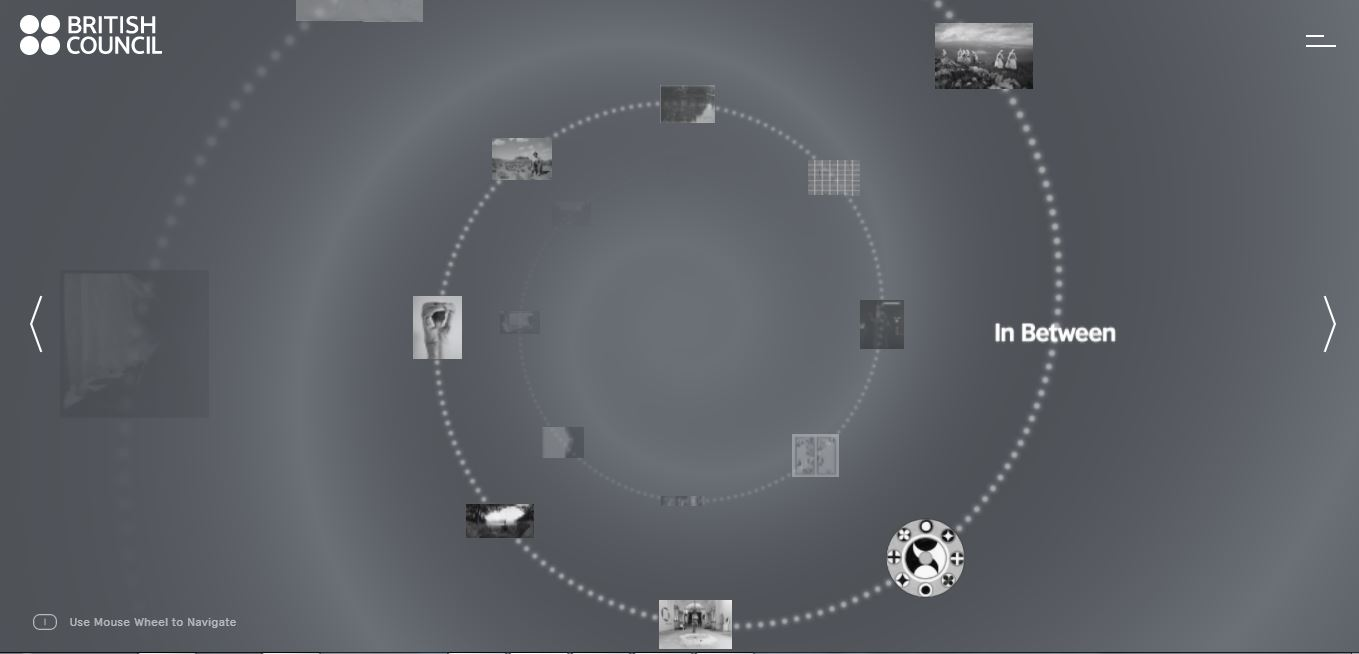 BRITISH
COUNCIL
In Between
Use Mouse Wheel to Navigate